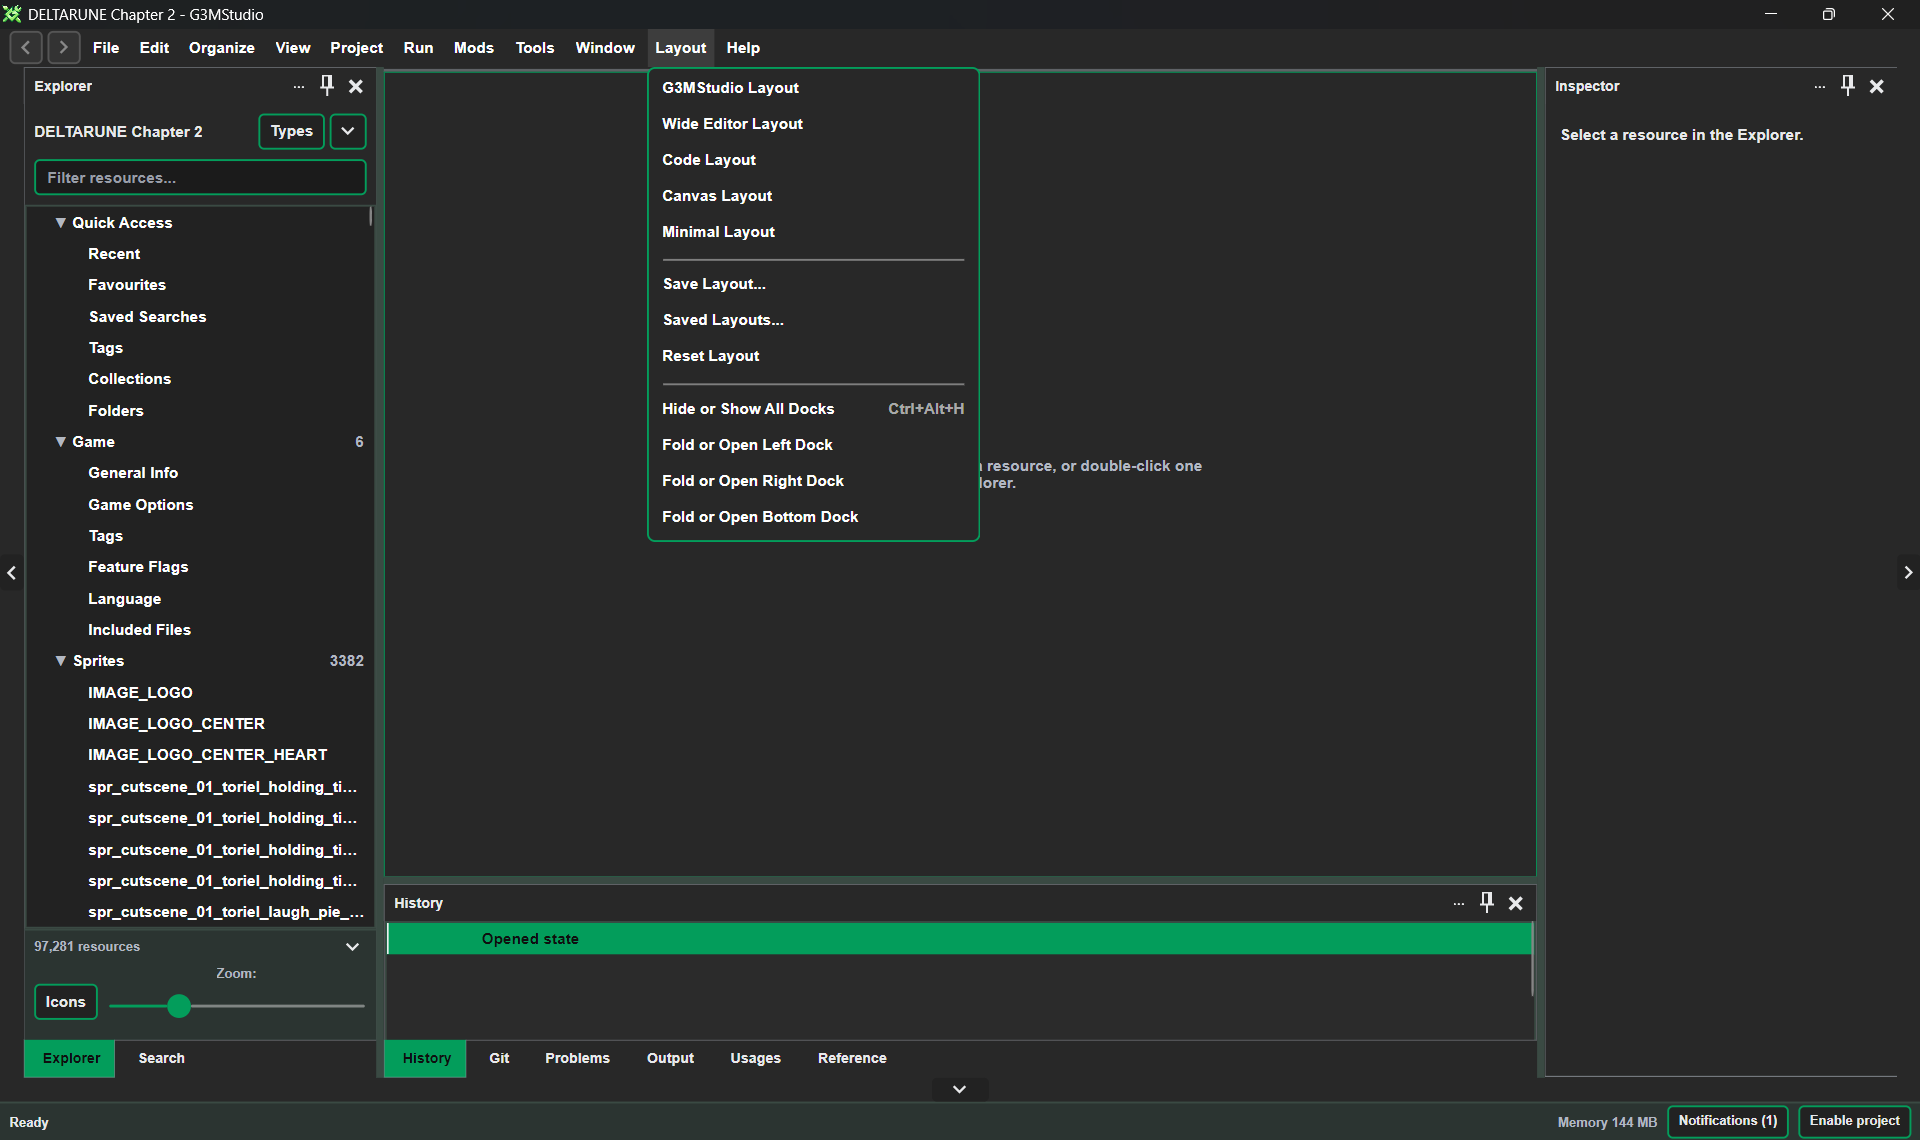 DELTARUNE Chapter 2 - G3MStudio
File Edit Organize View Project Run Mods Tools Window Layout Help
Explorer
DELTARUNE Chapter 2
Types
Filter resources...
Quick Access
Recent
Favourites
Saved Searches
Tags
Collections
Folders
Game 6
General Info
Game Options
Tags
Feature Flags
Language
Included Files
Sprites 3382
IMAGE_LOGO
IMAGE_LOGO_CENTER
IMAGE_LOGO_CENTER_HEART
spr_cutscene_01_toriel_holding_ti...
spr_cutscene_01_toriel_holding_ti...
spr_cutscene_01_toriel_holding_ti...
spr_cutscene_01_toriel_holding_ti...
spr_cutscene_01_toriel_laugh_pie_...
97,281 resources
Zoom:
Icons
Explorer Search
G3MStudio Layout
Wide Editor Layout
Code Layout
Canvas Layout
Minimal Layout
Save Layout...
Saved Layouts...
Reset Layout
Hide or Show All Docks Ctrl+Alt+H
Fold or Open Left Dock
Fold or Open Right Dock
Fold or Open Bottom Dock
resource, or double-click one
lorer.
History
Opened state
History Git Problems Output Usages Reference
Inspector
Select a resource in the Explorer.
Ready
Memory 144 MB
Notifications (1)
Enable project